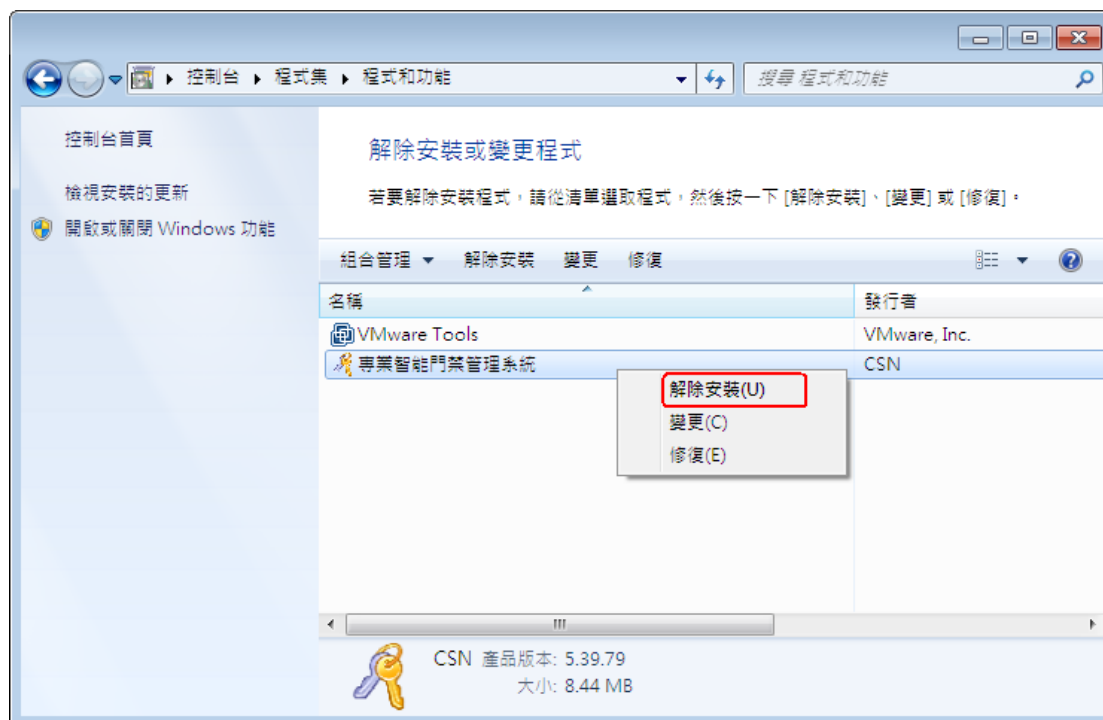 控制台 程式集 程式和功能 搜尋 程式和功能
控制台首頁
檢視安裝的更新
開啟或關閉 Windows 功能
解除安裝或變更程式
若要解除安裝程式，請從清單選取程式，然後按一下 [解除安裝]、[變更] 或 [修復]。
組合管理 解除安裝 變更 修復
名稱 發行者
VMware Tools VMware, Inc.
專業智能門禁管理系統 CSN
解除安裝(U)
變更(C)
修復(E)
CSN 產品版本: 5.39.79
大小: 8.44 MB